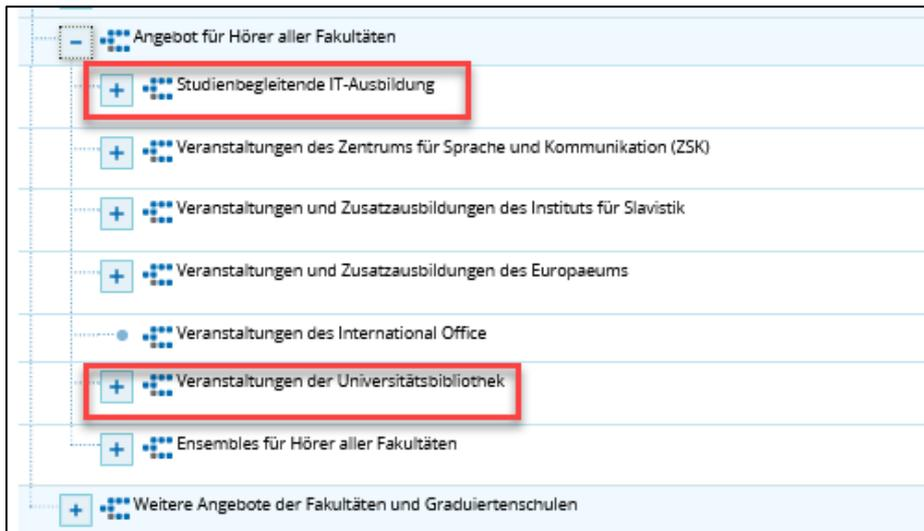 Angebot für Hörer aller Fakultäten
Studienbegleitende IT-Ausbildung
Veranstaltungen des Zentrums für Sprache und Kommunikation (ZSK)
Veranstaltungen und Zusatzausbildungen des Instituts für Slavistik
Veranstaltungen und Zusatzausbildungen des Europaeums
Veranstaltungen des International Office
Veranstaltungen der Universitätsbibliothek
Ensembles für Hörer aller Fakultäten
Weitere Angebote der Fakultäten und Graduiertenschulen